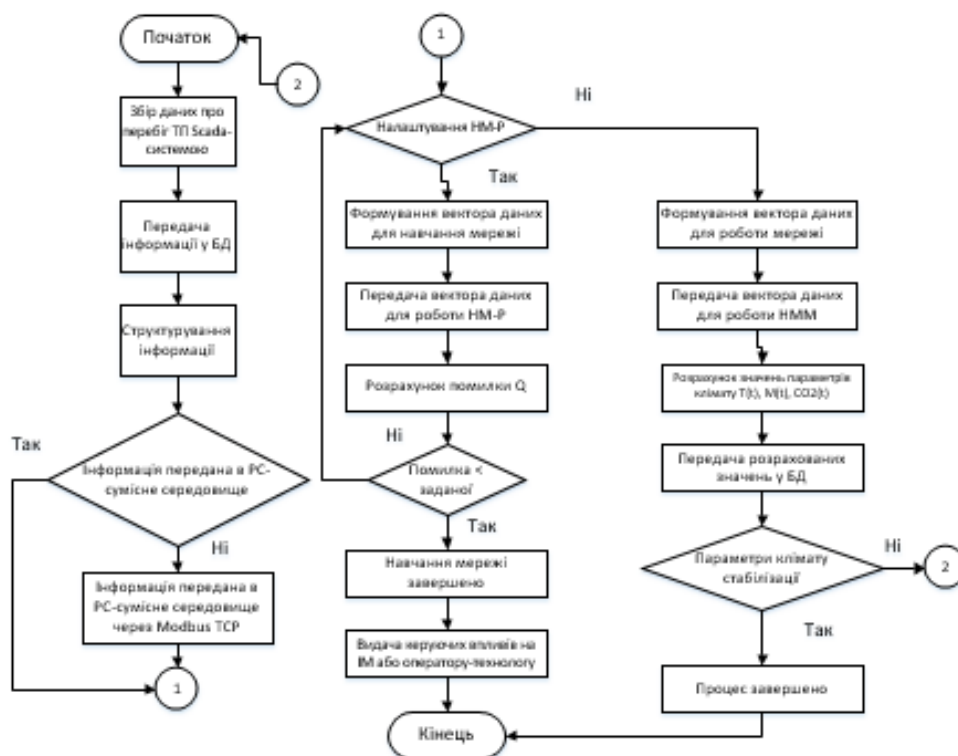 Початок
2
Збір даних про
перебіг ТП Scada-
системою
Передача
інформації у БД
Структурування
інформації
Так
Інформація передана в РС-
сумісне середовище
Ні
Інформація передана в
РС-сумісне середовище
через Modbus TCP
1
1
Налаштування НМ-Р
Ні
Так
Формування вектора даних
для навчання мережі
Передача вектора даних
для роботи НМ-Р
Розрахунок помилки Q
Ні
Помилка <
заданої
Так
Навчання мережі
завершено
Видача керуючих впливів на
ІМ або оператору-технологу
Кінець
Формування вектора даних
для роботи мережі
Передача вектора даних
для роботи НММ
Розрахунок значень параметрів
клімату T(t), M(t), CO2(t)
Передача розрахованих
значень у БД
Параметри клімату
стабілізації
Ні
2
Так
Процес завершено